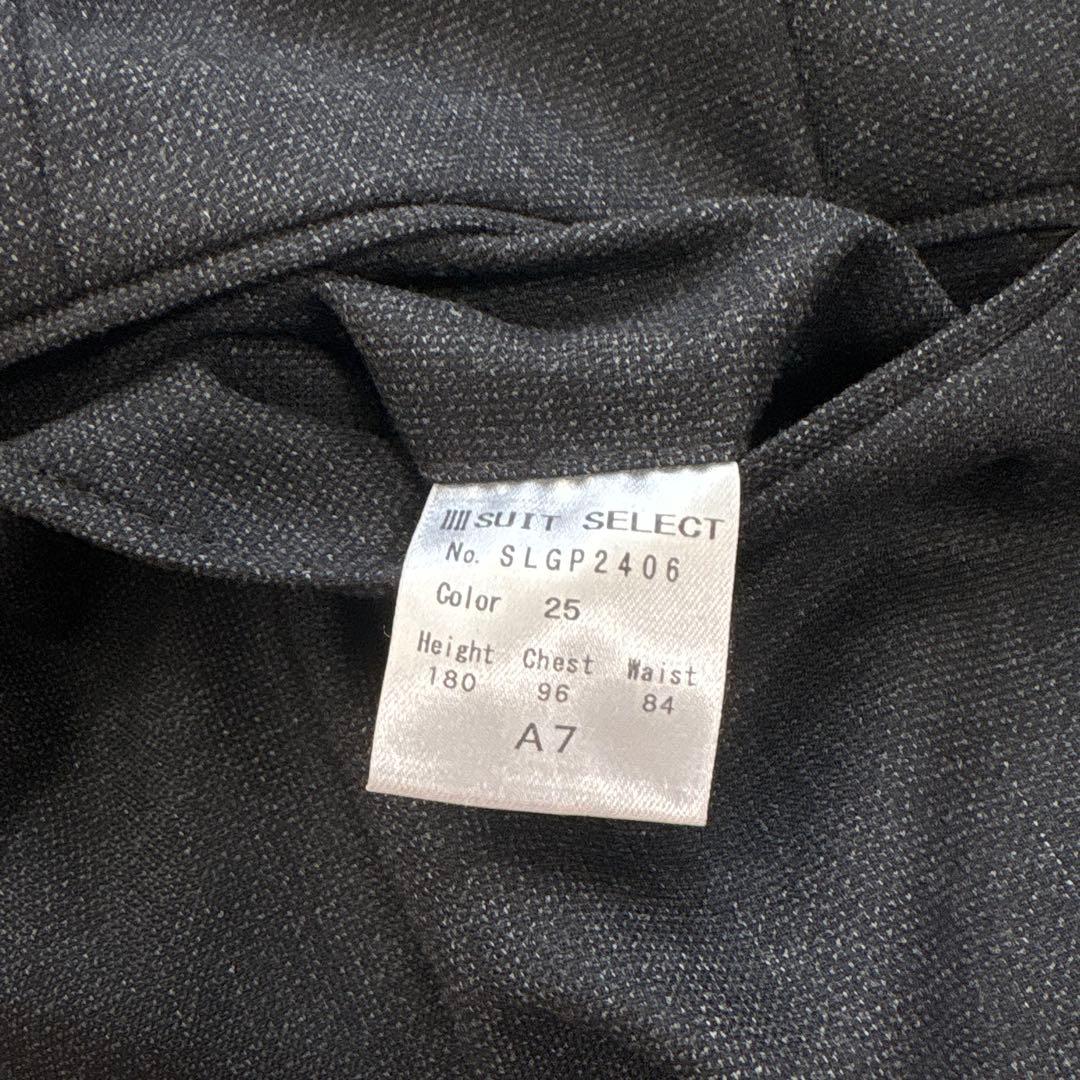 SUIT SELECT
No. SLGP2406
Color 25
Height Chest Waist
180 96 84
A7